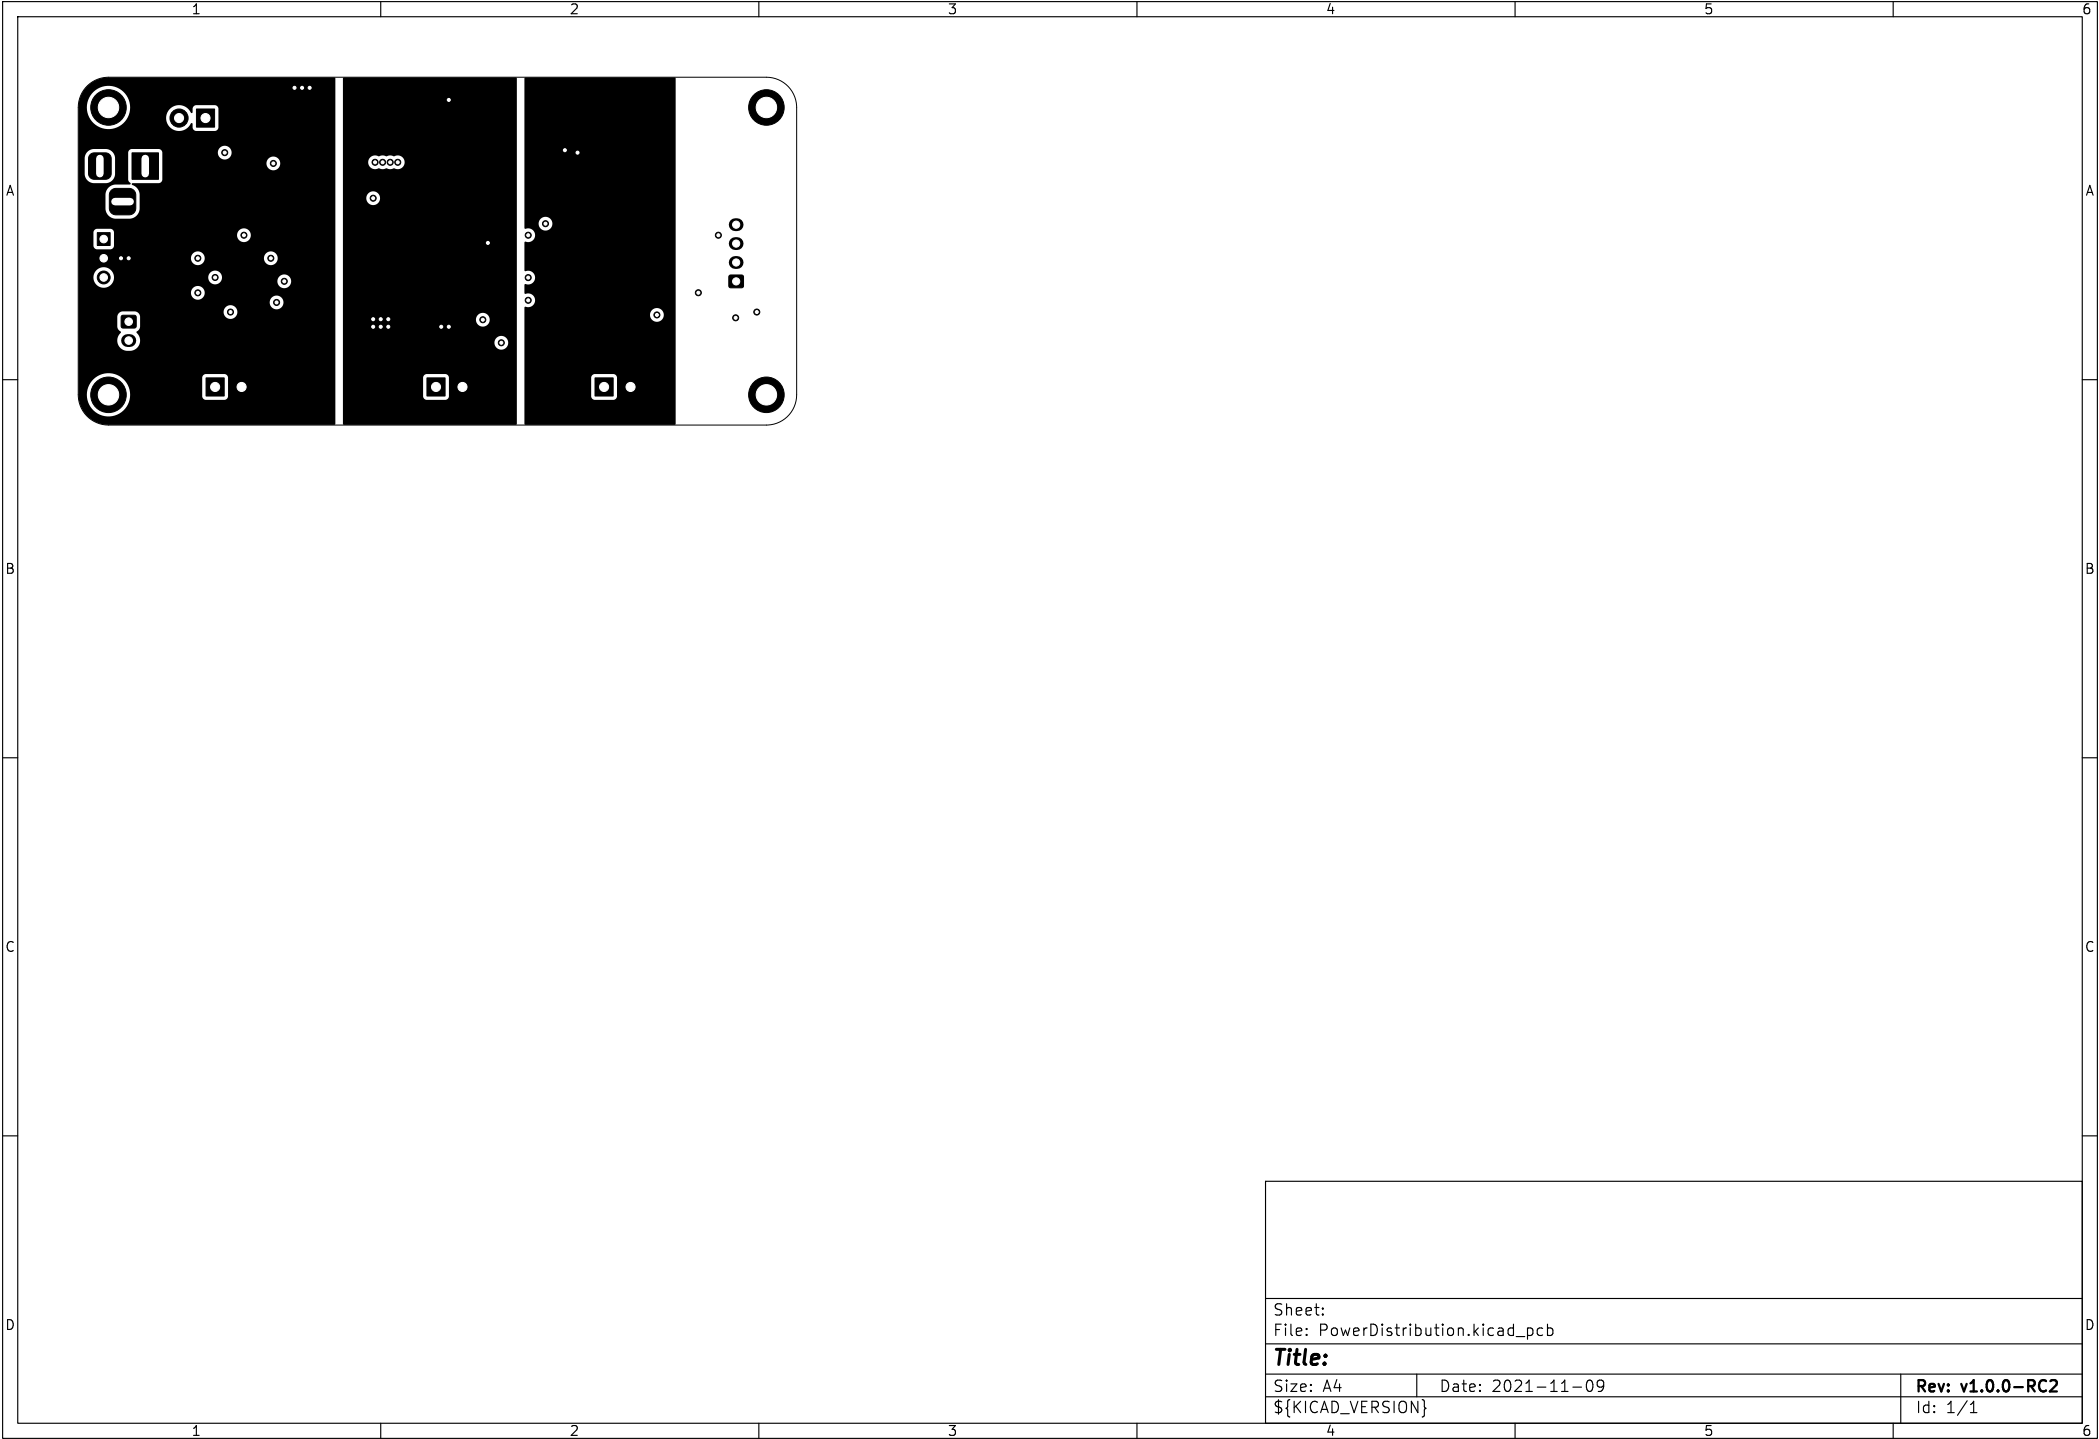 1 2 3 4 5 6
A A
B B
C C
D D
Sheet:
File: PowerDistribution.kicad_pcb
Title:
Size: A4 Date: 2021-11-09 Rev: v1.0.0-RC2
${KICAD_VERSION} Id: 1/1
1 2 3 4 5 6